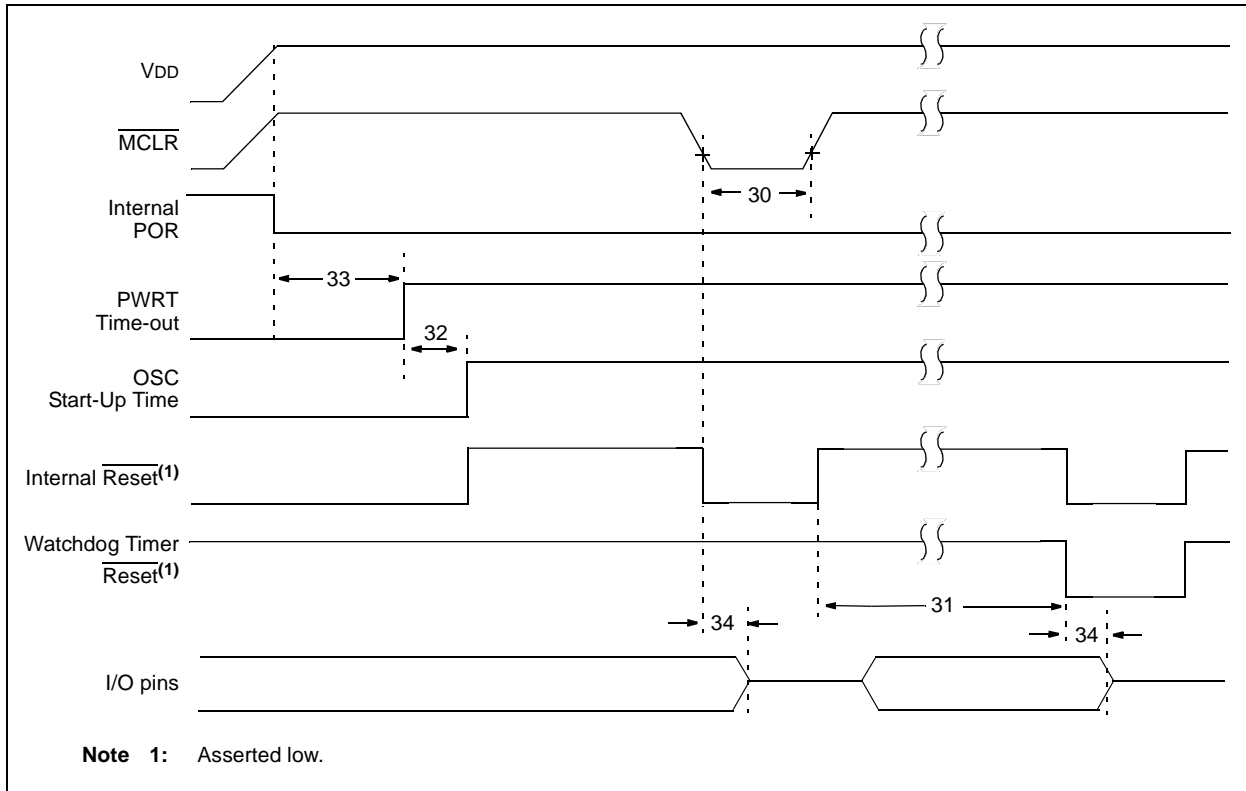 VDD
MCLR
30
Internal
POR
33
PWRT
Time-out
32
OSC
Start-Up Time
Internal Reset(1)
Watchdog Timer
Reset(1)
31
34
34
I/O pins
Note 1: Asserted low.